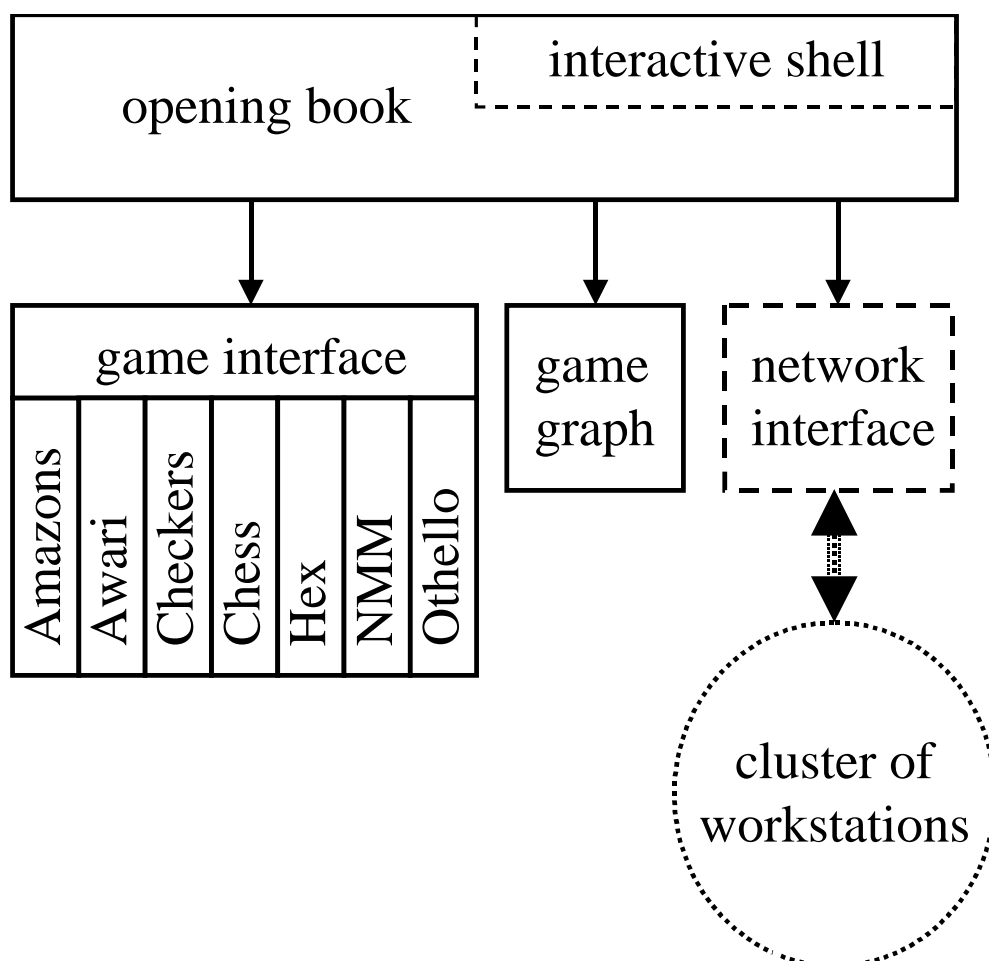 interactive shell
opening book
game interface
Amazons
Awari
Checkers
Chess
Hex
NMM
Othello
game
graph
network
interface
cluster of
workstations